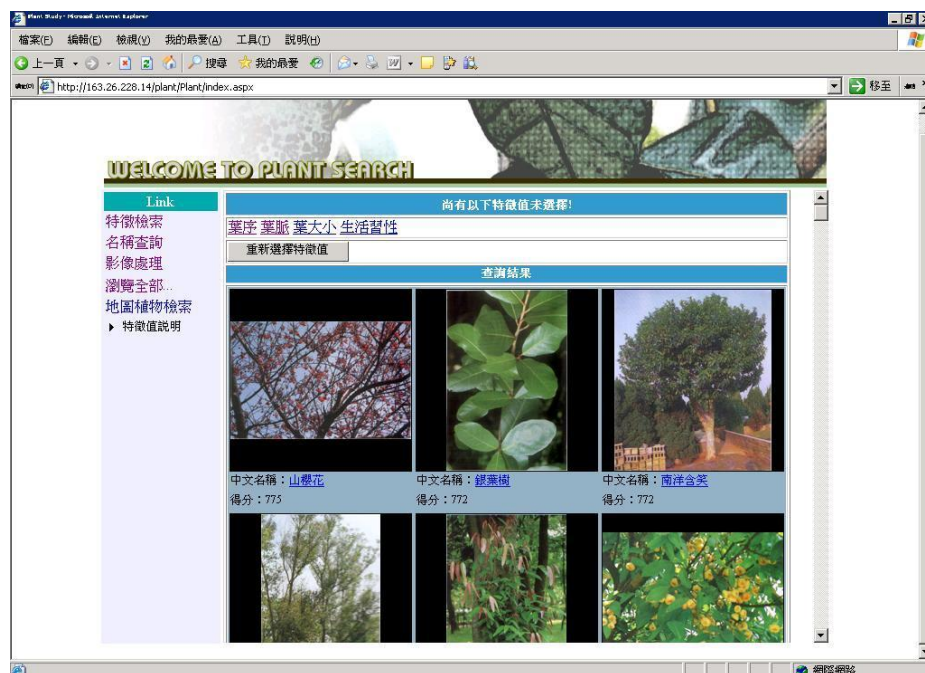 Plant Study - Microsoft Internet Explorer
檔案(F) 編輯(E) 檢視(V) 我的最愛(A) 工具(T) 說明(H)
上一頁 搜尋 我的最愛
http://163.26.228.14/plant/Plant/index.aspx 移至
WELCOME TO PLANT SEARCH
Link
特徵檢索
名稱查詢
影像處理
瀏覽全部...
地圖植物檢索
特徵值說明
尚有以下特徵值未選擇!
葉序 葉脈 葉大小 生活習性
重新選擇特徵值
查詢結果
中文名稱：山櫻花
得分：775
中文名稱：銀葉樹
得分：772
中文名稱：南洋含笑
得分：772
網際網路